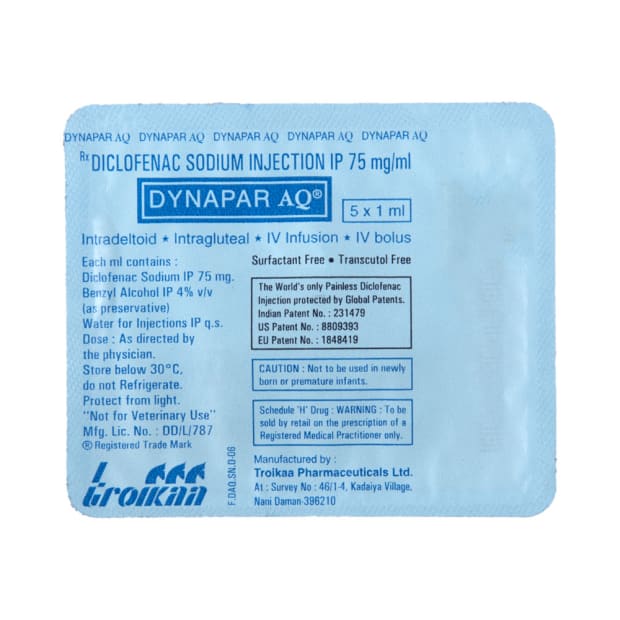 DYNAPAR AQ DYNAPAR AQ DYNAPAR AQ DYNAPAR AQ DYNAPAR AQ
Rx DICLOFENAC SODIUM INJECTION IP 75 mg/ml
DYNAPAR AQ®
5 x 1 ml
Intradeltoid ★ Intragluteal ★ IV Infusion ★ IV bolus
Each ml contains :
Diclofenac Sodium IP 75 mg.
Benzyl Alcohol IP 4% v/v
(as preservative)
Water for Injections IP q.s.
Dose : As directed by
the physician.
Store below 30°C,
do not Refrigerate.
Protect from light.
"Not for Veterinary Use"
Mfg. Lic. No. : DD/L/787
® Registered Trade Mark
troikaa
F.DAQ.SN.D-06
Surfactant Free • Transcutol Free
The World's only Painless Diclofenac
Injection protected by Global Patents.
Indian Patent No. : 231479
US Patent No. : 8809393
EU Patent No. : 1848419
CAUTION : Not to be used in newly
born or premature infants.
Schedule 'H' Drug : WARNING : To be
sold by retail on the prescription of a
Registered Medical Practitioner only.
Manufactured by :
Troikaa Pharmaceuticals Ltd.
At : Survey No : 46/1-4, Kadaiya Village,
Nani Daman-396210